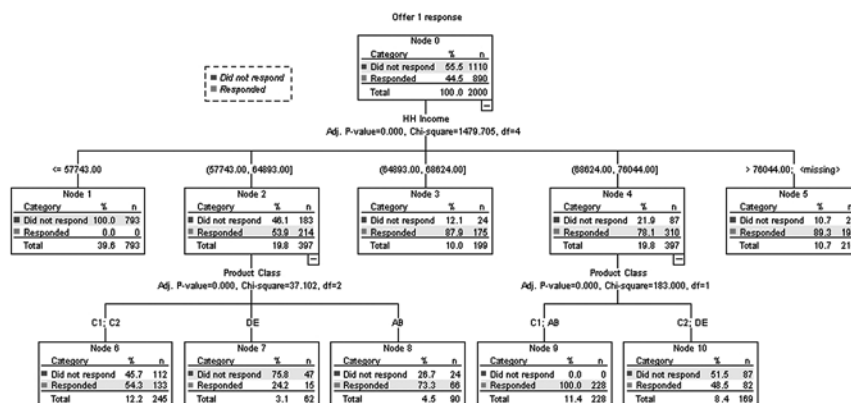 Offer 1 response
Node 0
Category % n
Did not respond 55.5 1110
Responded 44.5 890
Total 100.0 2000
Did not respond
Responded
HH Income
Adj. P-value=0.000, Chi-square=1479.705, df=4
<= 57743.00
(57743.00, 64893.00]
(64893.00, 68624.00]
(68624.00, 76044.00]
> 76044.00; <missing>
Node 1
Category % n
Did not respond 100.0 793
Responded 0.0 0
Total 39.6 793
Node 2
Category % n
Did not respond 46.1 183
Responded 53.9 214
Total 19.8 397
Node 3
Category % n
Did not respond 12.1 24
Responded 87.9 175
Total 10.0 199
Node 4
Category % n
Did not respond 21.9 87
Responded 78.1 310
Total 19.8 397
Node 5
Category %
Did not respond 10.7
Responded 89.3
Total 10.7
Product Class
Adj. P-value=0.000, Chi-square=37.102, df=2
Product Class
Adj. P-value=0.000, Chi-square=183.000, df=1
C1; C2
DE
AB
C1; AB
C2; DE
Node 6
Category % n
Did not respond 45.7 112
Responded 54.3 133
Total 12.2 245
Node 7
Category % n
Did not respond 75.8 47
Responded 24.2 15
Total 3.1 62
Node 8
Category % n
Did not respond 26.7 24
Responded 73.3 66
Total 4.5 90
Node 9
Category % n
Did not respond 0.0 0
Responded 100.0 228
Total 11.4 228
Node 10
Category % n
Did not respond 51.5 87
Responded 48.5 82
Total 8.4 169